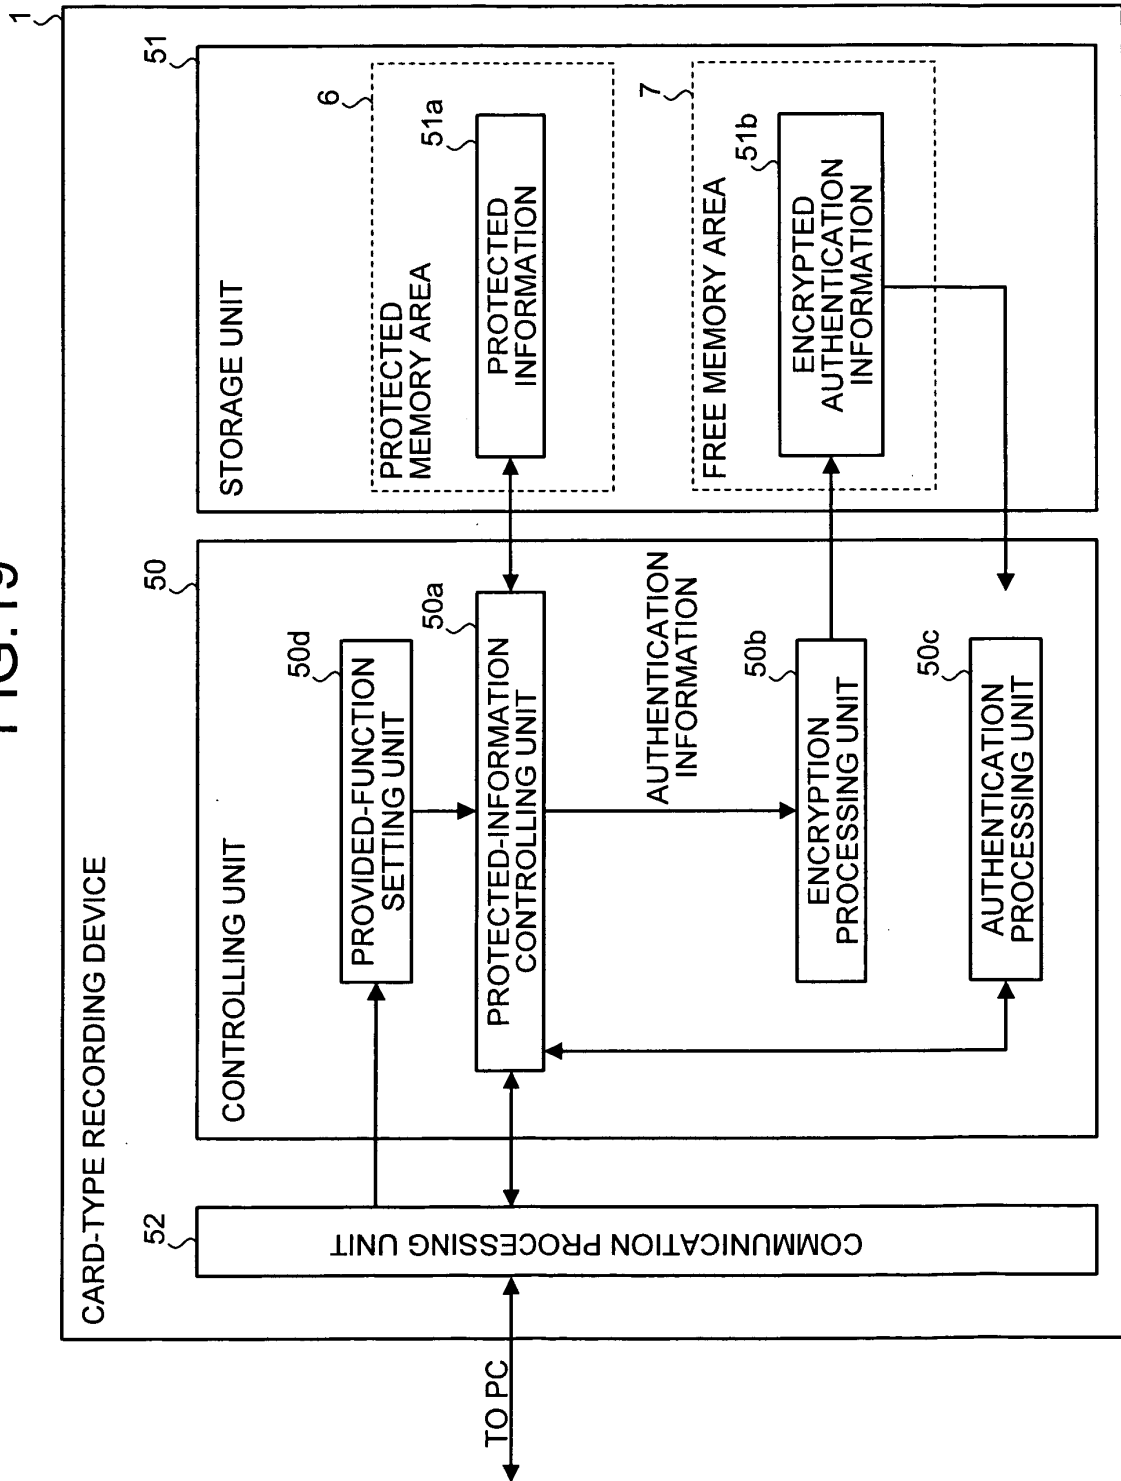 FIG.19
1
CARD-TYPE RECORDING DEVICE
52
COMMUNICATION PROCESSING UNIT
TO PC
50
CONTROLLING UNIT
50d
PROVIDED-FUNCTION
SETTING UNIT
50a
PROTECTED-INFORMATION
CONTROLLING UNIT
AUTHENTICATION
INFORMATION
50b
ENCRYPTION
PROCESSING UNIT
50c
AUTHENTICATION
PROCESSING UNIT
51
STORAGE UNIT
6
PROTECTED
MEMORY AREA
51a
PROTECTED
INFORMATION
7
FREE MEMORY AREA
51b
ENCRYPTED
AUTHENTICATION
INFORMATION